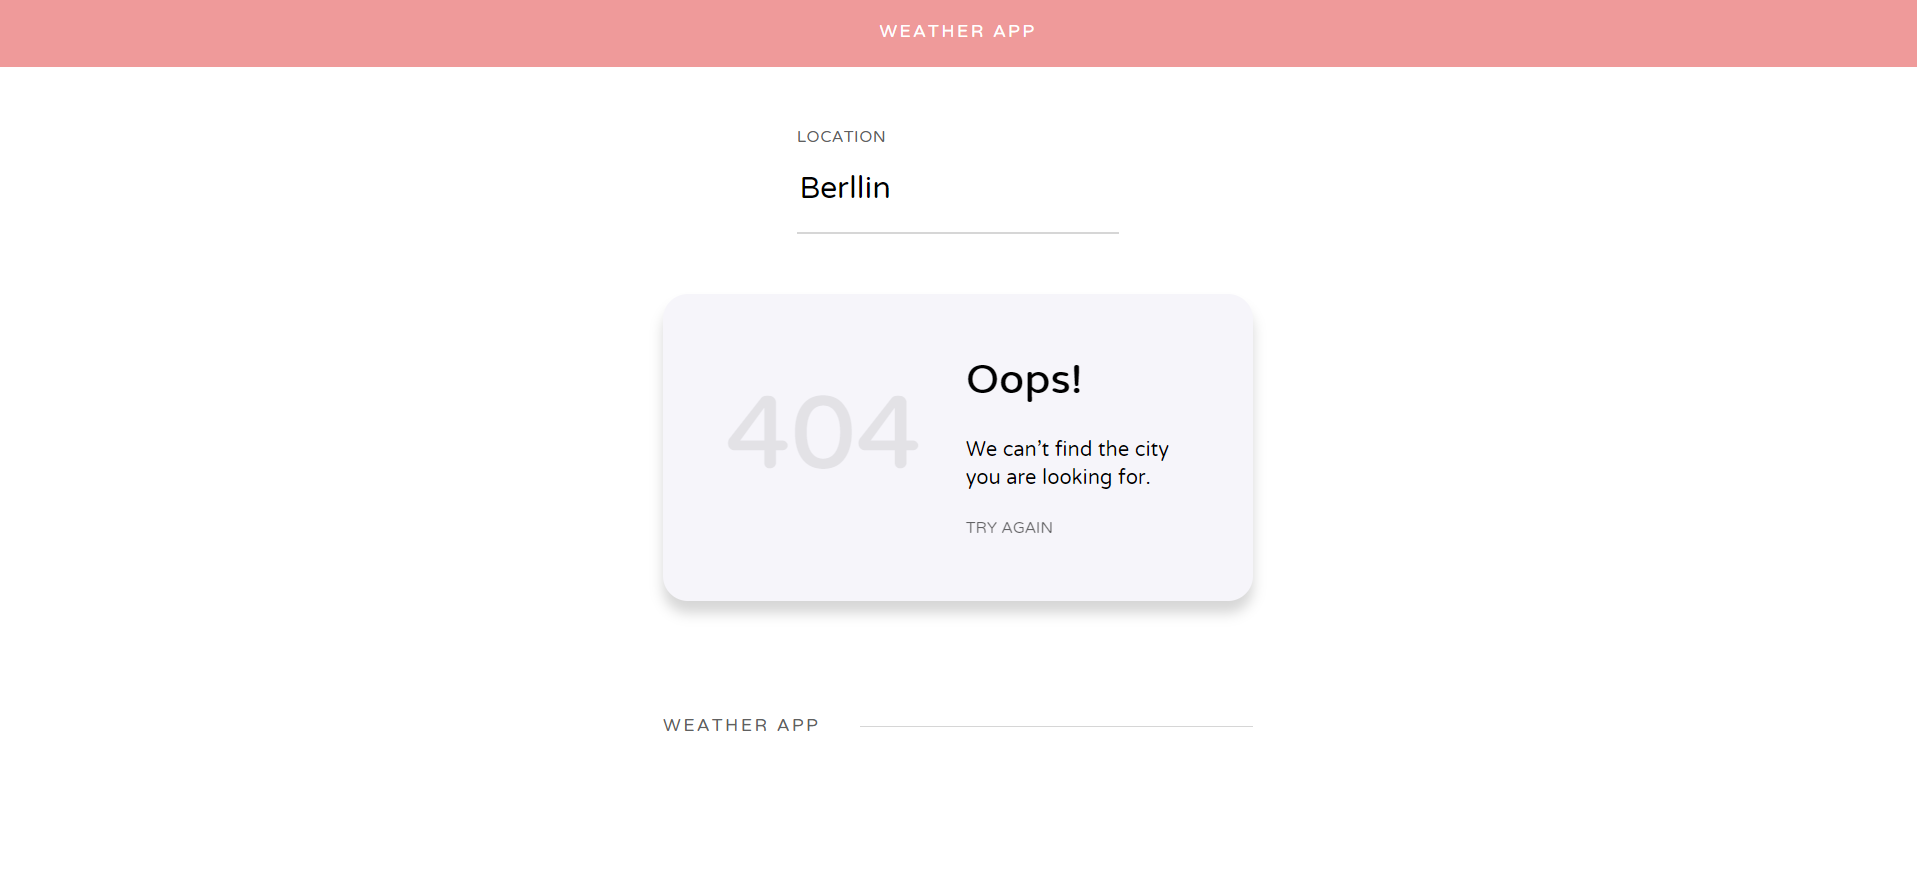 WEATHER APP
LOCATION
Berllin
404
Oops!
We can’t find the city
you are looking for.
TRY AGAIN
WEATHER APP